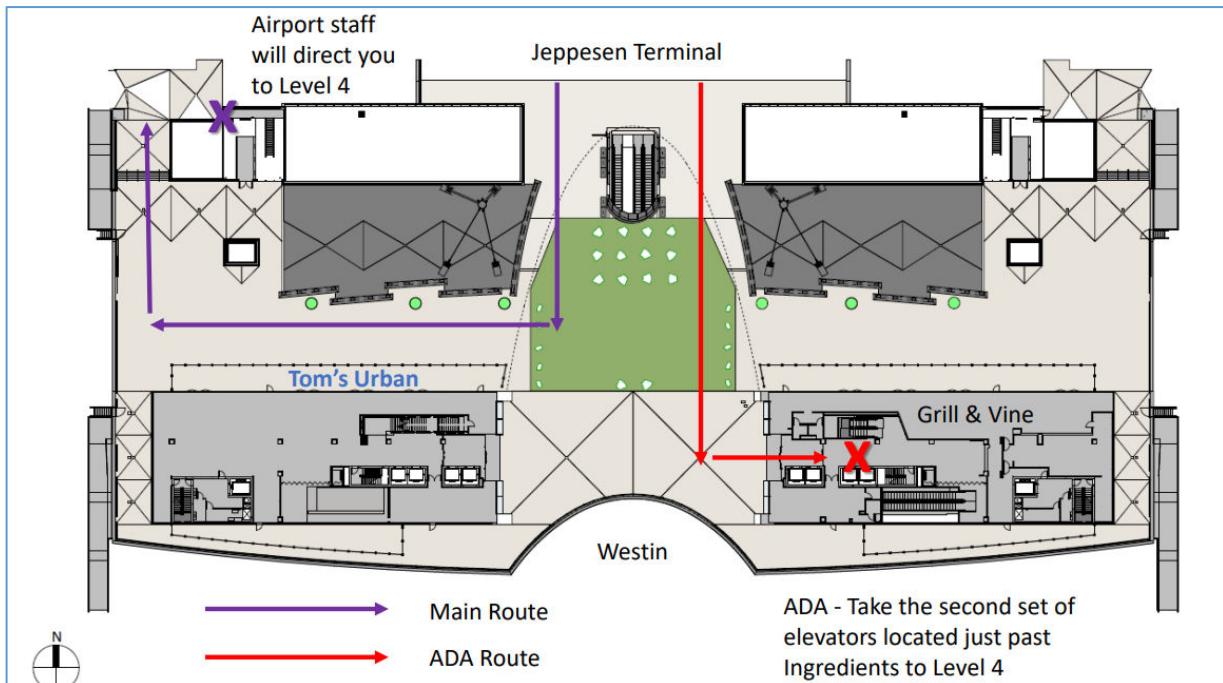 Airport staff
will direct you
to Level 4
Jeppesen Terminal
X
Tom's Urban
Grill & Vine
X
Westin
Main Route
ADA Route
ADA - Take the second set of
elevators located just past
Ingredients to Level 4
N